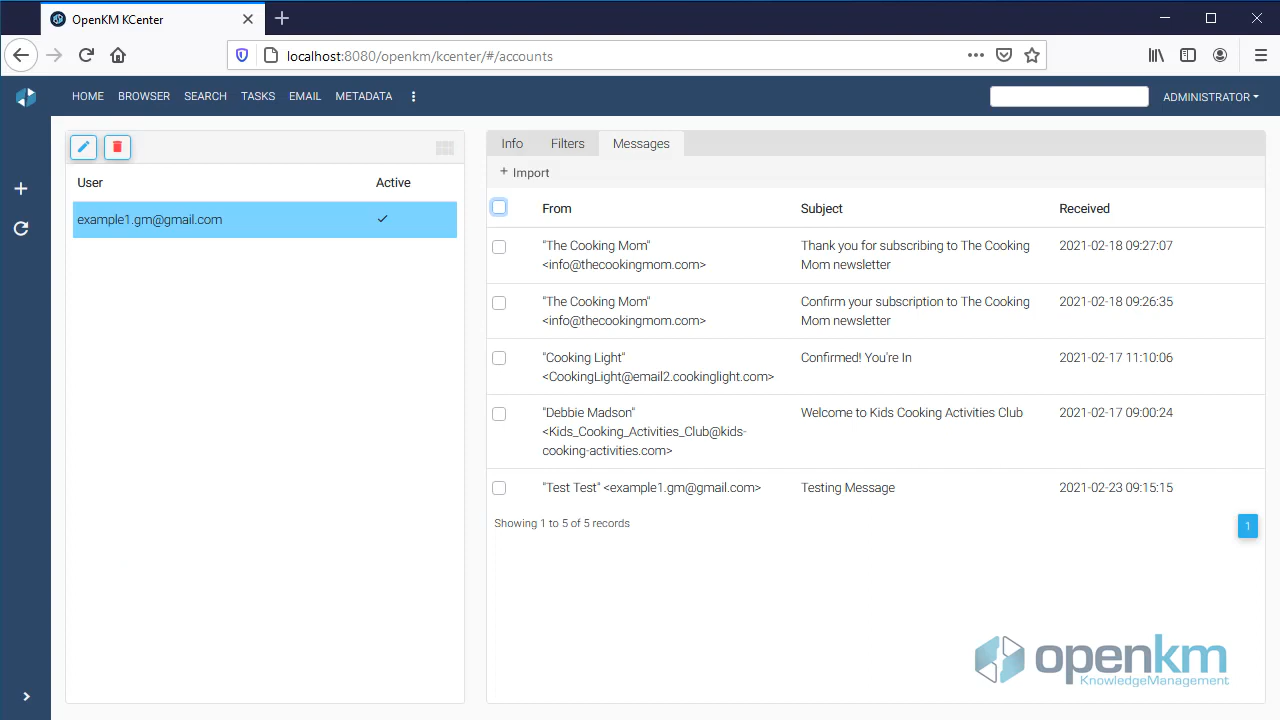 OpenKM KCenter
localhost:8080/openkm/kcenter/#/accounts
HOME BROWSER SEARCH TASKS EMAIL METADATA
ADMINISTRATOR
User Active
example1.gm@gmail.com
Info Filters Messages
+ Import
From Subject Received
"The Cooking Mom" Thank you for subscribing to The Cooking 2021-02-18 09:27:07
<info@thecookingmom.com> Mom newsletter
"The Cooking Mom" Confirm your subscription to The Cooking 2021-02-18 09:26:35
<info@thecookingmom.com> Mom newsletter
"Cooking Light" Confirmed! You're In 2021-02-17 11:10:06
<CookingLight@email2.cookinglight.com>
"Debbie Madson" Welcome to Kids Cooking Activities Club 2021-02-17 09:00:24
<Kids_Cooking_Activities_Club@kids-
cooking-activities.com>
"Test Test" <example1.gm@gmail.com> Testing Message 2021-02-23 09:15:15
Showing 1 to 5 of 5 records
1
openkm
KnowledgeManagement